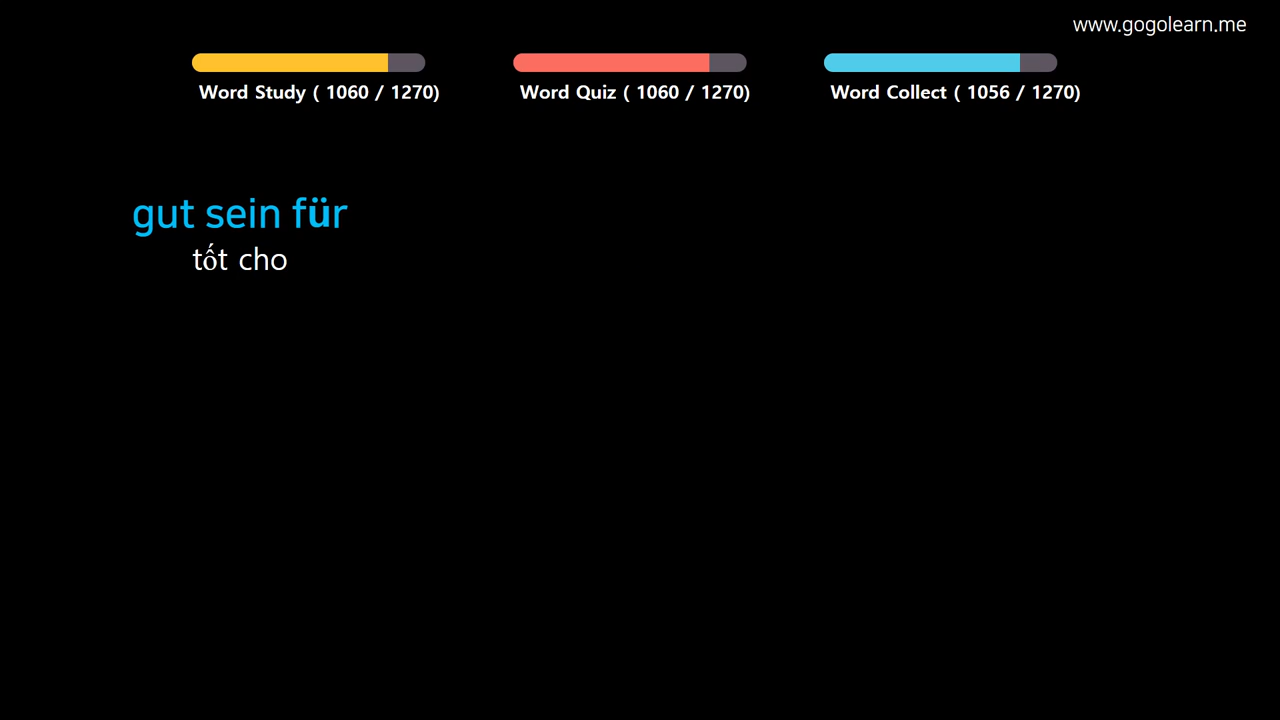 www.gogolearn.me
Word Study ( 1060 / 1270)
Word Quiz ( 1060 / 1270)
Word Collect ( 1056 / 1270)
gut sein für
tốt cho